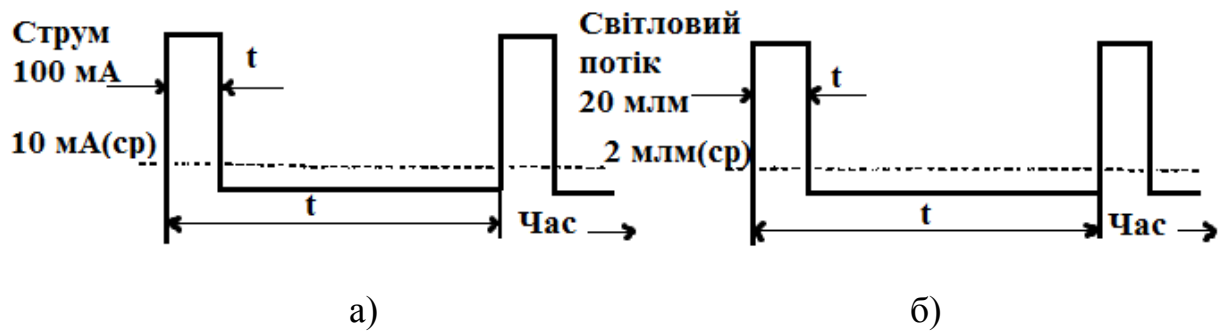 Струм
100 мА
t
10 мА(ср)
t
Час
а)
Світловий
потік
20 млм
t
2 млм(ср)
t
Час
б)